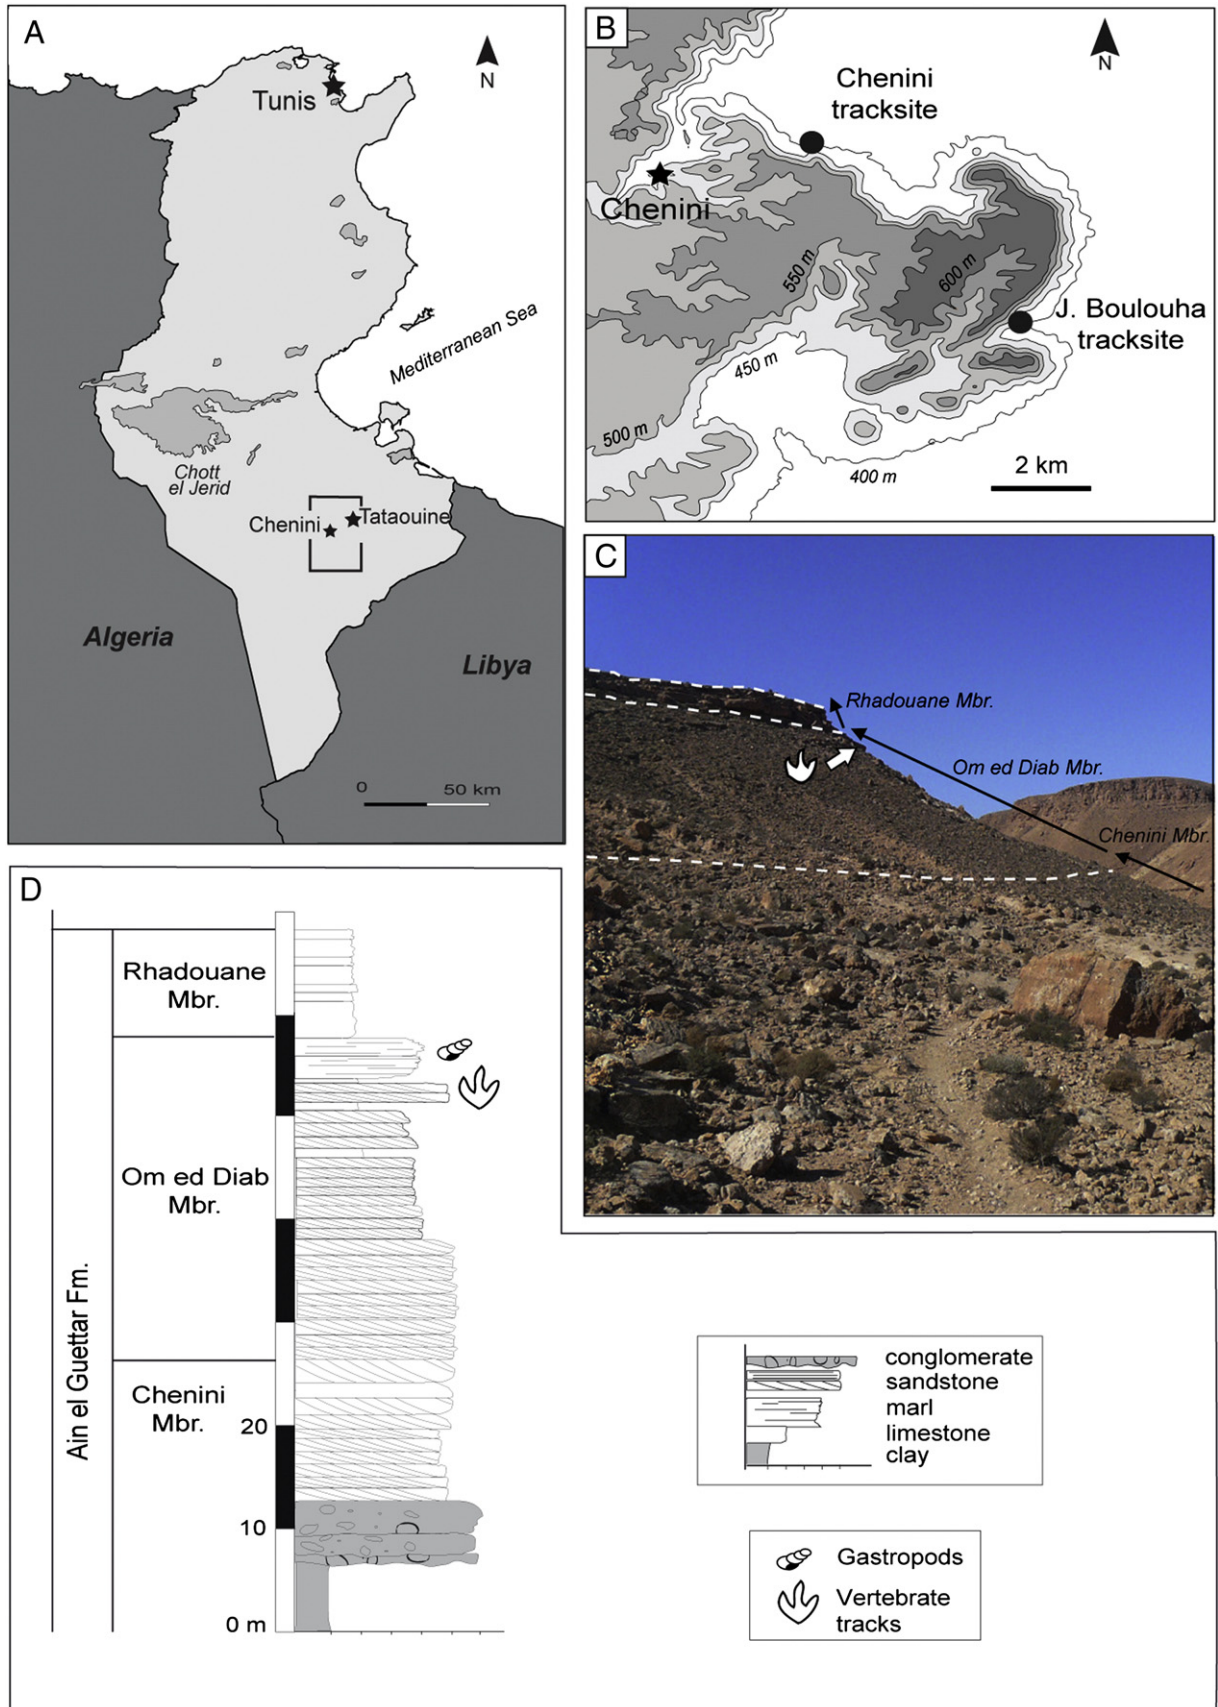 A
N
Tunis
Mediterranean Sea
Chott
el Jerid
Chenini
Tataouine
Algeria
Libya
0
50 km
B
N
Chenini
tracksite
Chenini
550 m
600 m
J. Boulouha
tracksite
450 m
500 m
400 m
2 km
C
Rhadouane Mbr.
Om ed Diab Mbr.
Chenini Mbr.
D
Rhadouane
Mbr.
Om ed Diab
Mbr.
Ain el Guettar Fm.
Chenini
Mbr.
20
10
0 m
conglomerate
sandstone
marl
limestone
clay
Gastropods
Vertebrate
tracks